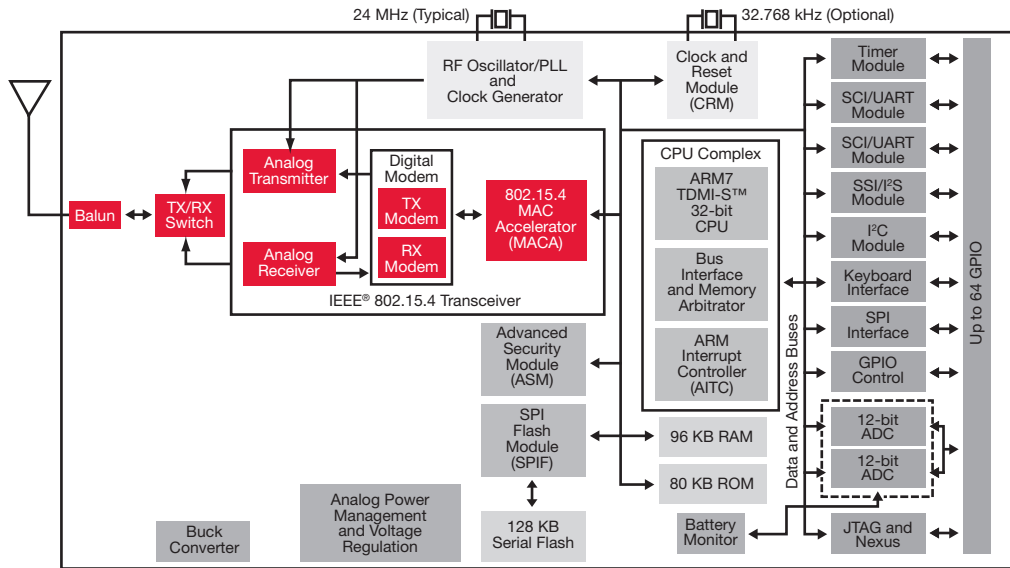 24 MHz (Typical)
32.768 kHz (Optional)
RF Oscillator/PLL
and
Clock Generator
Clock and
Reset
Module
(CRM)
Timer
Module
SCI/UART
Module
SCI/UART
Module
SSI/I²S
Module
I²C
Module
Keyboard
Interface
SPI
Interface
GPIO
Control
12-bit
ADC
12-bit
ADC
JTAG and
Nexus
Up to 64 GPIO
Data and Address Buses
CPU Complex
ARM7
TDMI-S™
32-bit
CPU
Bus
Interface
and Memory
Arbitrator
ARM
Interrupt
Controller
(AITC)
Balun
TX/RX
Switch
Analog
Transmitter
Analog
Receiver
Digital
Modem
TX
Modem
RX
Modem
802.15.4
MAC
Accelerator
(MACA)
IEEE® 802.15.4 Transceiver
Advanced
Security
Module
(ASM)
SPI
Flash
Module
(SPIF)
96 KB RAM
80 KB ROM
128 KB
Serial Flash
Battery
Monitor
Analog Power
Management
and Voltage
Regulation
Buck
Converter